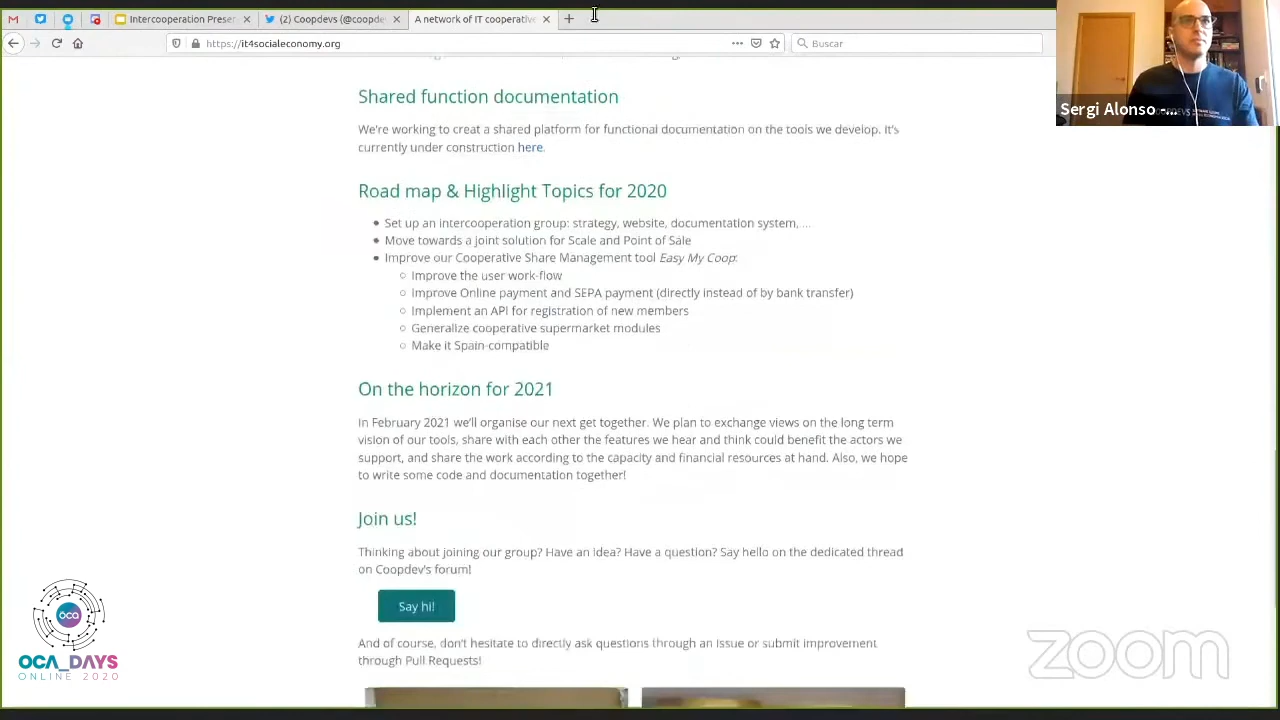 Intercooperation Presen
(2) Coopdevs (@coopde
A network of IT cooperative
https://it4socialeconomy.org
Buscar
Sergi Alonso -...
Shared function documentation
We're working to creat a shared platform for functional documentation on the tools we develop. It's
currently under construction here.
Road map & Highlight Topics for 2020
Set up an intercooperation group: strategy, website, documentation system,....
Move towards a joint solution for Scale and Point of Sale
Improve our Cooperative Share Management tool Easy My Coop:
Improve the user work-flow
Improve Online payment and SEPA payment (directly instead of by bank transfer)
Implement an API for registration of new members
Generalize cooperative supermarket modules
Make it Spain-compatible
On the horizon for 2021
In February 2021 we'll organise our next get together. We plan to exchange views on the long term
vision of our tools, share with each other the features we hear and think could benefit the actors we
support, and share the work according to the capacity and financial resources at hand. Also, we hope
to write some code and documentation together!
Join us!
Thinking about joining our group? Have an Idea? Have a question? Say hello on the dedicated thread
on Coopdev's forum!
Say hi!
And of course, don't hesitate to directly ask questions through an Issue or submit improvement
through Pull Requests!
oca
OCA_DAYS
ONLINE 2020
zoom